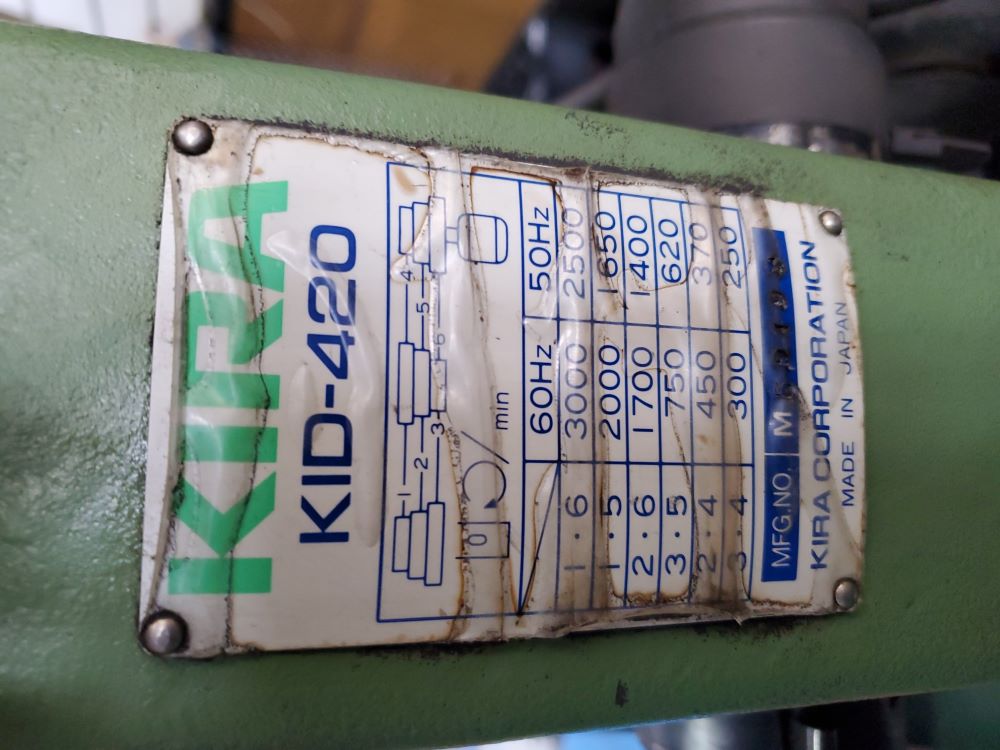 KIRA
KID-420
1 4
2 5
3 6
0 /min
60Hz 50Hz
1・6 3000 2500
1・5 2000 1650
2・6 1700 1400
3・5 750 620
2・4 450 370
3・4 300 250
MFG.NO. M
KIRA CORPORATION
MADE IN JAPAN